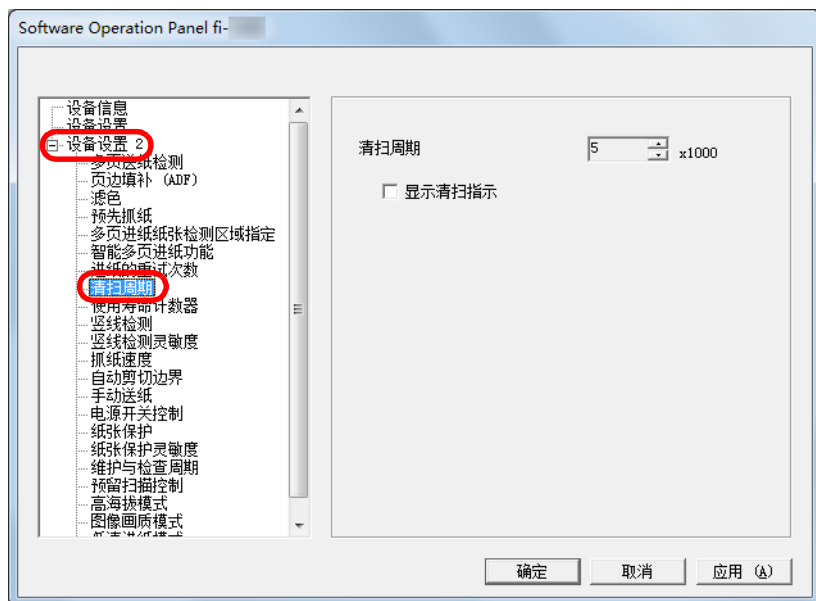 Software Operation Panel fi-
设备信息
设备设置
设备设置 2
多页送纸检测
页边填补 (ADF)
滤色
预先抓纸
多页进纸纸张检测区域指定
智能多页进纸功能
进纸的重试次数
清扫周期
使用寿命计数器
竖线检测
竖线检测灵敏度
抓纸速度
自动剪切边界
手动送纸
电源开关控制
纸张保护
纸张保护灵敏度
维护与检查周期
预留扫描控制
高海拔模式
图像画质模式
低速进纸模式
清扫周期
5
x1000
显示清扫指示
确定
取消
应用 (A)